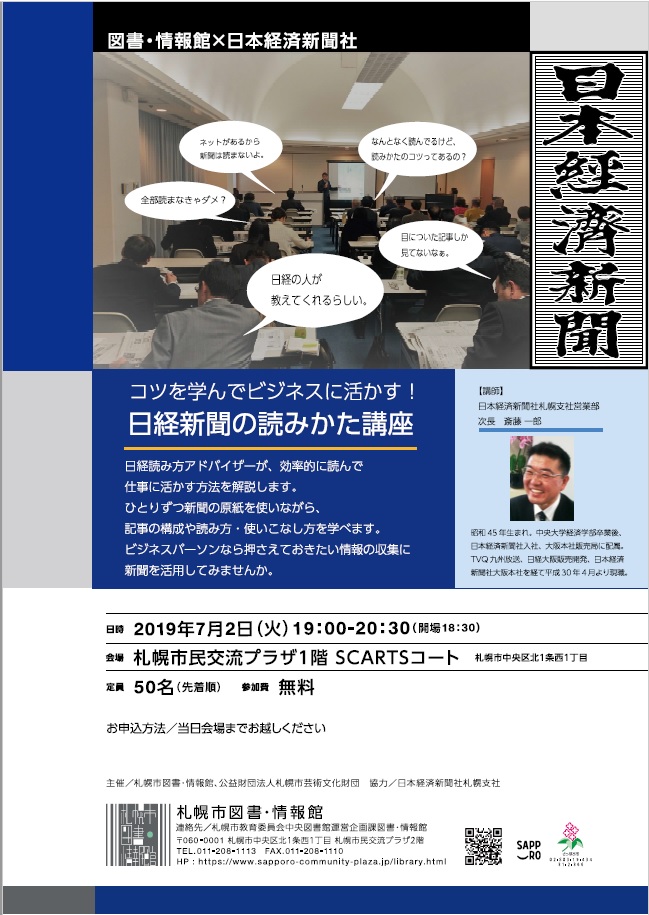 図書・情報館×日本経済新聞社
日本経済新聞
ネットがあるから
新聞は読まないよ。
なんとなく読んでるけど、
読みかたのコツってあるの？
全部読まなきゃダメ？
目についた記事しか
見てないなぁ。
日経の人が
教えてくれるらしい。
コツを学んでビジネスに活かす！
日経新聞の読みかた講座
日経読み方アドバイザーが、効率的に読んで
仕事に活かす方法を解説します。
ひとりずつ新聞の原紙を使いながら、
記事の構成や読み方・使いこなし方を学べます。
ビジネスパーソンなら押さえておきたい情報の収集に
新聞を活用してみませんか。
【講師】
日本経済新聞社札幌支社営業部
次長　斎藤 一郎
昭和 45 年生まれ。中央大学経済学部卒業後、
日本経済新聞社入社、大阪本社販売局に配属。
TVQ 九州放送、日経大阪販売開発、日本経済
新聞社大阪本社を経て平成 30 年 4 月より現職。
日時 2019年7月2日（火）19：00-20：30（開場18：30）
会場 札幌市民交流プラザ1階 SCARTSコート 札幌市中央区北1条西1丁目
定員 50名（先着順） 参加費 無料
お申込方法／当日会場までお越しください
主催／札幌市図書・情報館、公益財団法人札幌市芸術文化財団　協力／日本経済新聞社札幌支社
札幌市図書・情報館
札幌市図書・情報館
連絡先／札幌市教育委員会中央図書館運営企画課図書・情報館
〒060-0001 札幌市中央区北1条西1丁目 札幌市民交流プラザ2階
TEL.011-208-1113 FAX.011-208-1110
HP：https://www.sapporo-community-plaza.jp/library.html
SAPP
RO